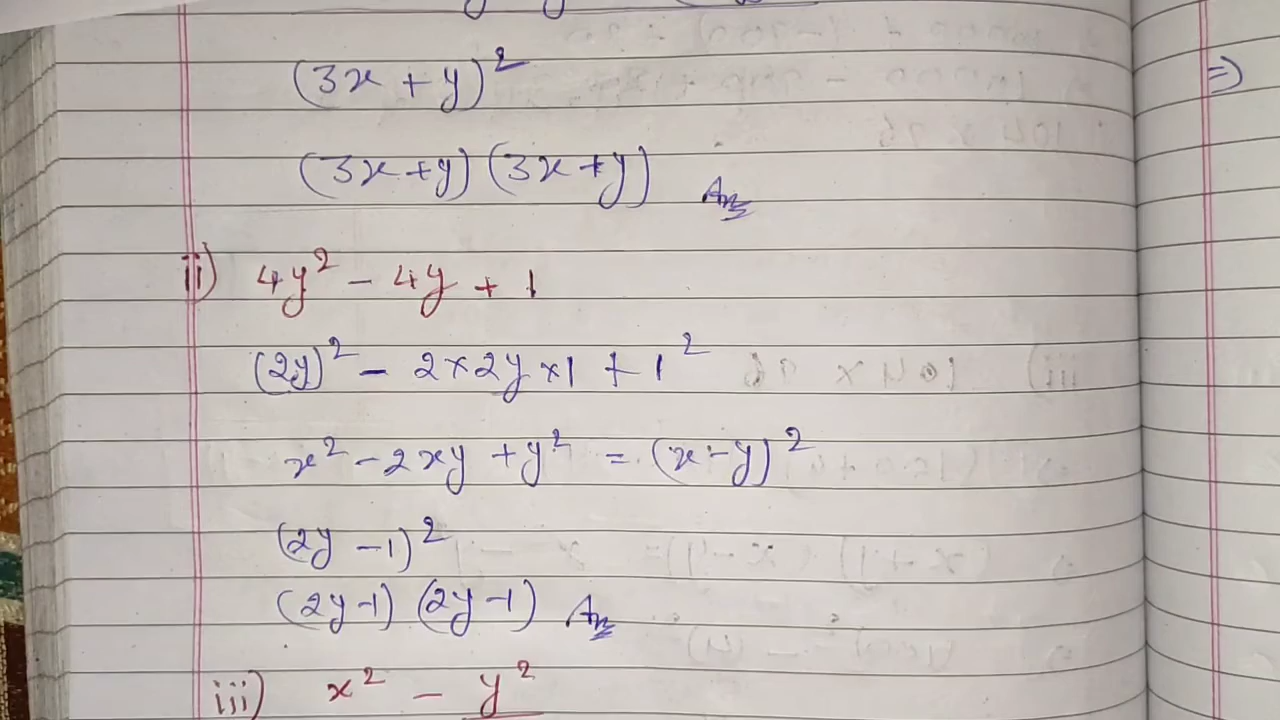 (3x + y)²
(3x+y) (3x+y) Ans
ii) 4y² - 4y + 1
(2y)² - 2×2y×1 + 1²
x² - 2xy + y² = (x-y)²
(2y - 1)²
(2y-1) (2y-1) Ans
iii) x² - y²
⇒